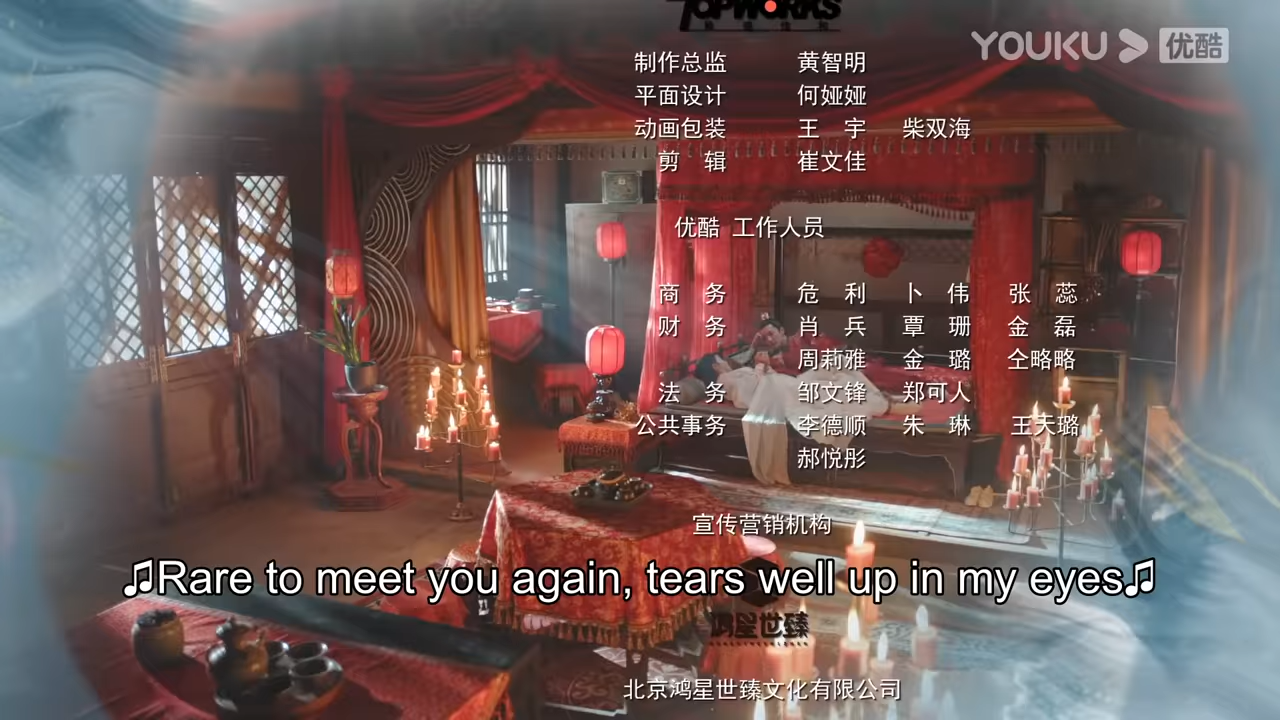 TOPWORKS
YOUKU 优酷
制作总监 黄智明
平面设计 何娅娅
动画包装 王 宇 柴双海
剪 辑 崔文佳
优酷 工作人员
商 务 危 利 卜 伟 张 蕊
财 务 肖 兵 覃 珊 金 磊
周莉雅 金 璐 仝略略
法 务 邹文锋 郑可人
公共事务 李德顺 朱 琳 王天璐
郝悦彤
宣传营销机构
♫Rare to meet you again, tears well up in my eyes♫
鸿星世臻
北京鸿星世臻文化有限公司